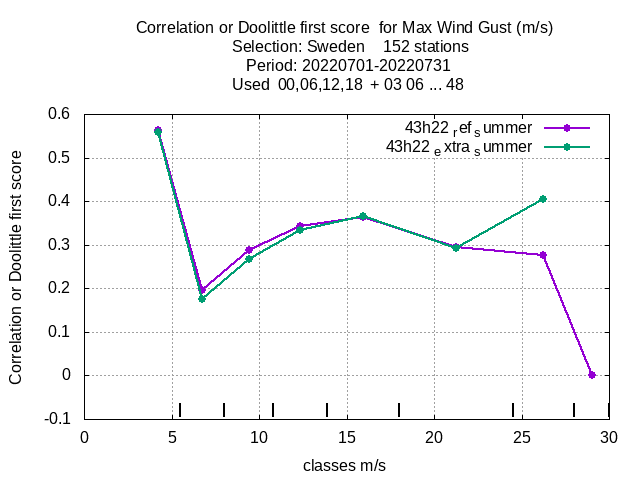 Correlation or Doolittle first score  for Max Wind Gust (m/s)
Selection: Sweden    152 stations
Period: 20220701-20220731
Used  00,06,12,18  + 03 06 ... 48
43h22 ref summer
43h22 extra summer
Correlation or Doolittle first score
0.6
0.5
0.4
0.3
0.2
0.1
0
-0.1
0 5 10 15 20 25 30
classes m/s